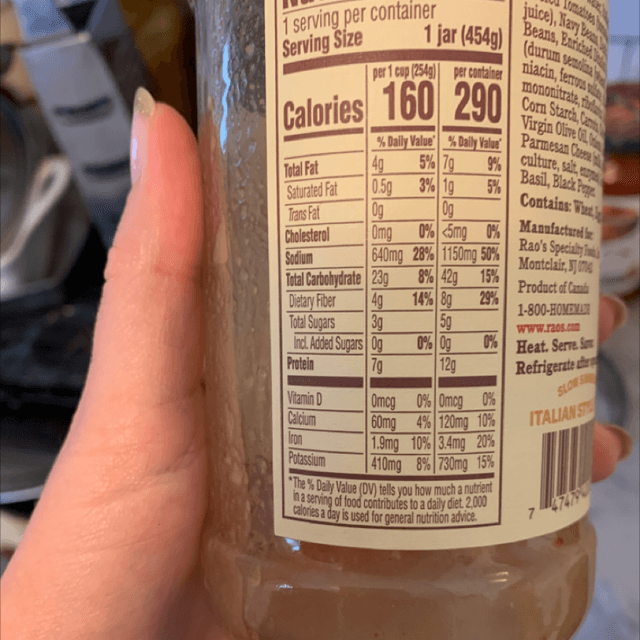 1 serving per container
Serving Size 1 jar (454g)
per 1 cup (254g) per container
Calories 160 290
% Daily Value* % Daily Value*
Total Fat 4g 5% 7g 9%
Saturated Fat 0.5g 3% 1g 5%
Trans Fat 0g 0g
Cholesterol 0mg 0% <5mg 0%
Sodium 640mg 28% 1150mg 50%
Total Carbohydrate 23g 8% 42g 15%
Dietary Fiber 4g 14% 8g 29%
Total Sugars 3g 5g
Incl. Added Sugars 0g 0% 0g 0%
Protein 7g 12g
Vitamin D 0mcg 0% 0mcg 0%
Calcium 60mg 4% 120mg 10%
Iron 1.9mg 10% 3.4mg 20%
Potassium 410mg 8% 730mg 15%
*The % Daily Value (DV) tells you how much a nutrient
in a serving of food contributes to a daily diet. 2,000
calories a day is used for general nutrition advice.
Tomatoes
juice), Navy Beans
Beans, Enriched
(durum semolina
niacin, ferrous
mononitrate,
Corn Starch,
Virgin Olive Oil,
Parmesan Cheese
culture, salt,
Basil, Black Pepper
Contains: Wheat,
Manufactured for:
Rao's Specialty Foods
Montclair, NJ 07042
Product of Canada
1-800-HOMEMADE
www.raos.com
Heat. Serve. Savor.
Refrigerate after
SLOW
ITALIAN
7 47479